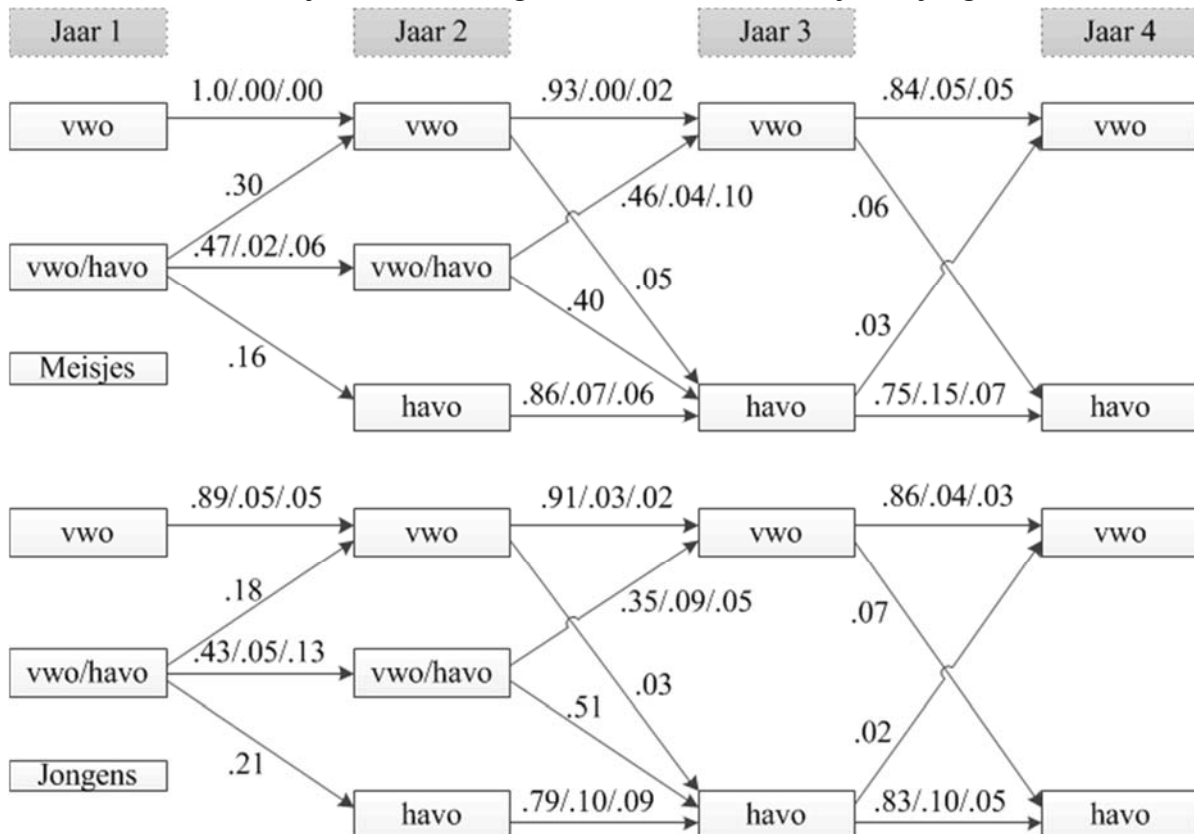 Jaar 1 Jaar 2 Jaar 3 Jaar 4
1.0/.00/.00 .93/.00/.02 .84/.05/.05
vwo vwo vwo vwo
.30 .46/.04/.10 .06
.47/.02/.06
vwo/havo vwo/havo
.05
.40
.03
Meisjes
.16
.86/.07/.06 .75/.15/.07
havo havo havo
.89/.05/.05 .91/.03/.02 .86/.04/.03
vwo vwo vwo vwo
.18 .35/.09/.05 .07
.43/.05/.13
vwo/havo vwo/havo
.03
.51
.02
Jongens
.21
.79/.10/.09 .83/.10/.05
havo havo havo